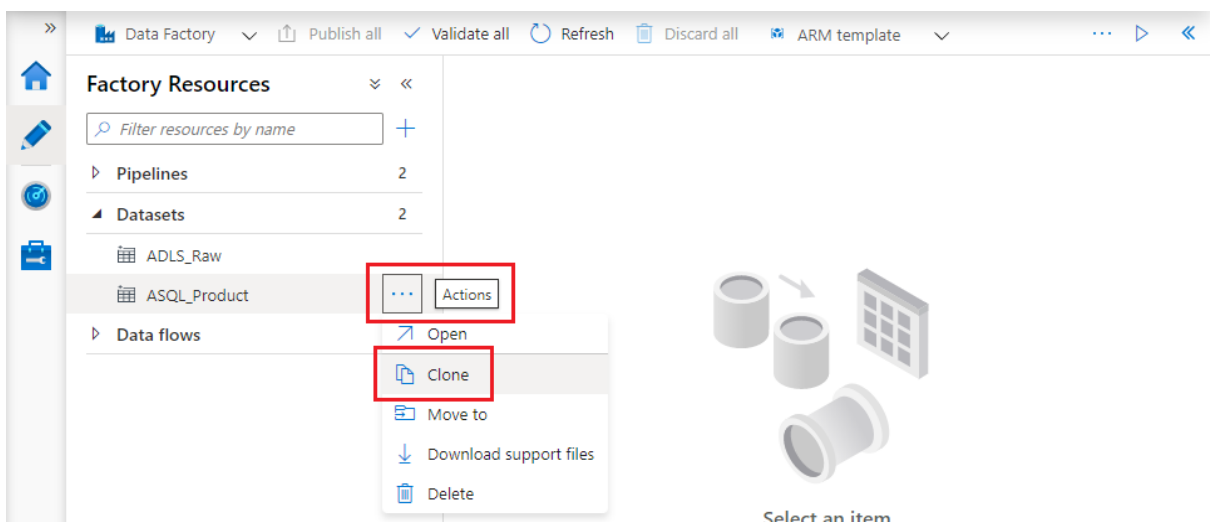 Data Factory Publish all Validate all Refresh Discard all ARM template
Factory Resources
Filter resources by name
Pipelines 2
Datasets 2
ADLS_Raw
ASQL_Product ... Actions
Data flows
Open
Clone
Move to
Download support files
Delete
Select an item